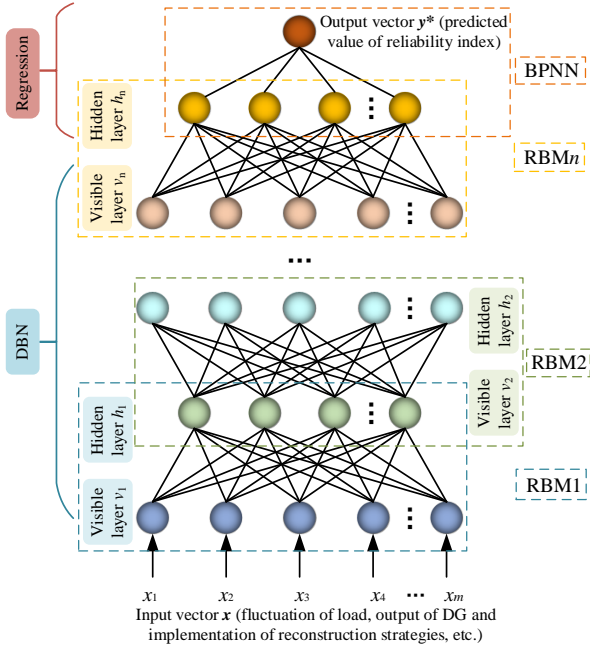 Output vector y* (predicted
value of reliability index)
Regression
BPNN
Hidden
layer hn
RBMn
Visible
layer vn
...
...
...
DBN
...
Hidden
layer h2
RBM2
Visible
layer v2
Hidden
layer h1
...
RBM1
Visible
layer v1
...
x1 x2 x3 x4 ... xm
Input vector x (fluctuation of load, output of DG and
implementation of reconstruction strategies, etc.)